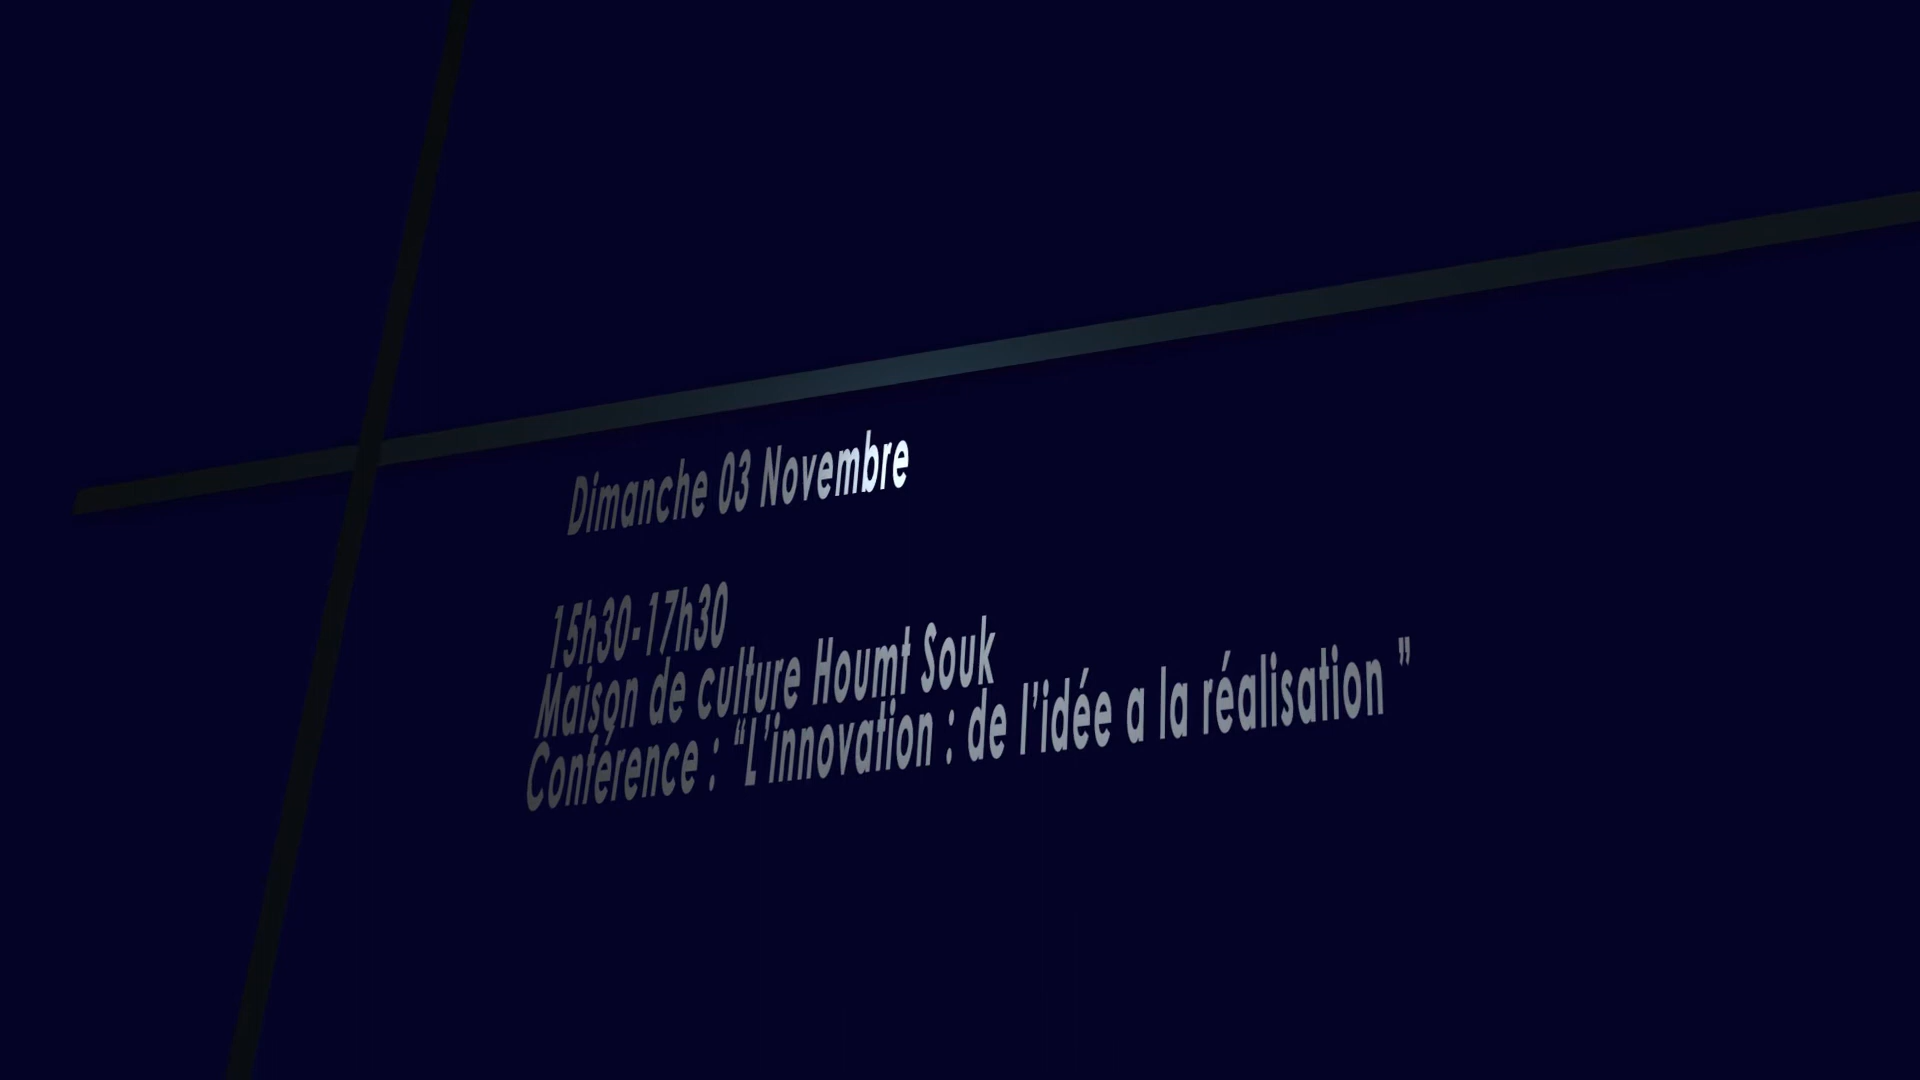 Dimanche 03 Novembre
15h30-17h30
Maison de culture Houmt Souk
Conférence : “L’innovation : de l’idée a la réalisation ”